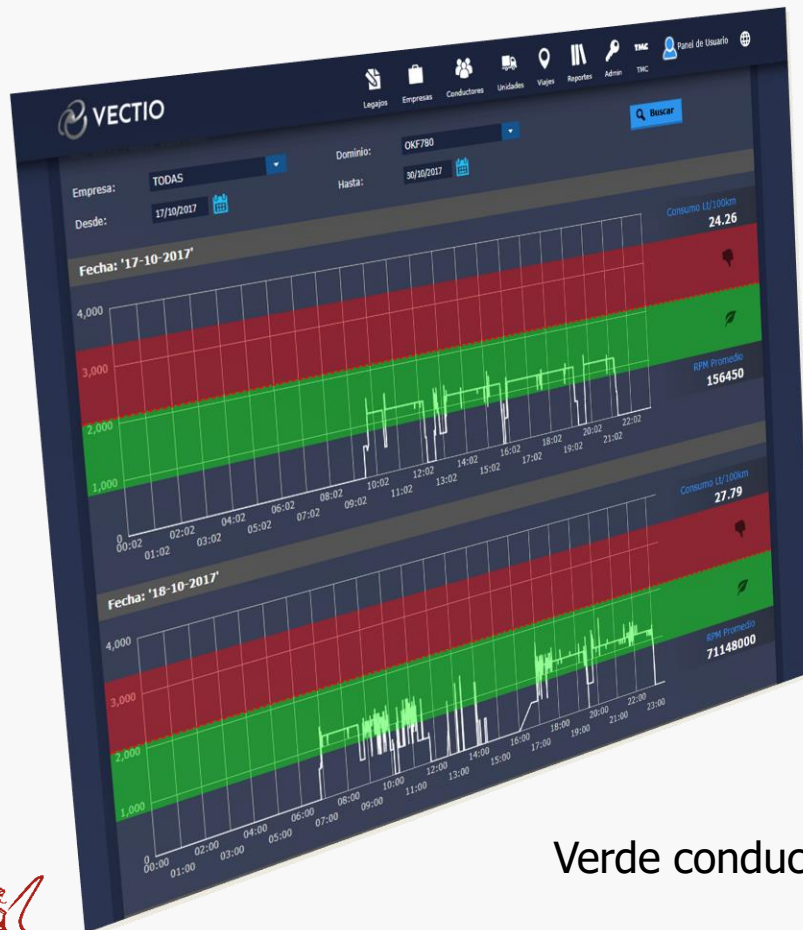 VECTIO
Legajos Empresas Conductores Unidades Viajes Reportes Admin TMC TMC Panel de Usuario
Empresa: TODAS Dominio: OKF780 Buscar
Desde: 17/10/2017 Hasta: 30/10/2017
Fecha: '17-10-2017'
Consumo Lt/100km
24.26
4,000
3,000
2,000
1,000
0
RPM Promedio
156450
00:02 01:02 02:02 03:02 04:02 05:02 06:02 07:02 08:02 09:02 10:02 11:02 12:02 13:02 14:02 15:02 16:02 17:02 18:02 19:02 20:02 21:02 22:02
Fecha: '18-10-2017'
Consumo Lt/100km
27.79
4,000
3,000
2,000
1,000
0
RPM Promedio
71148000
00:00 01:00 02:00 03:00 04:00 05:00 06:00 07:00 08:00 09:00 10:00 11:00 12:00 13:00 14:00 15:00 16:00 17:00 18:00 19:00 20:00 21:00 22:00 23:00
Verde conduc